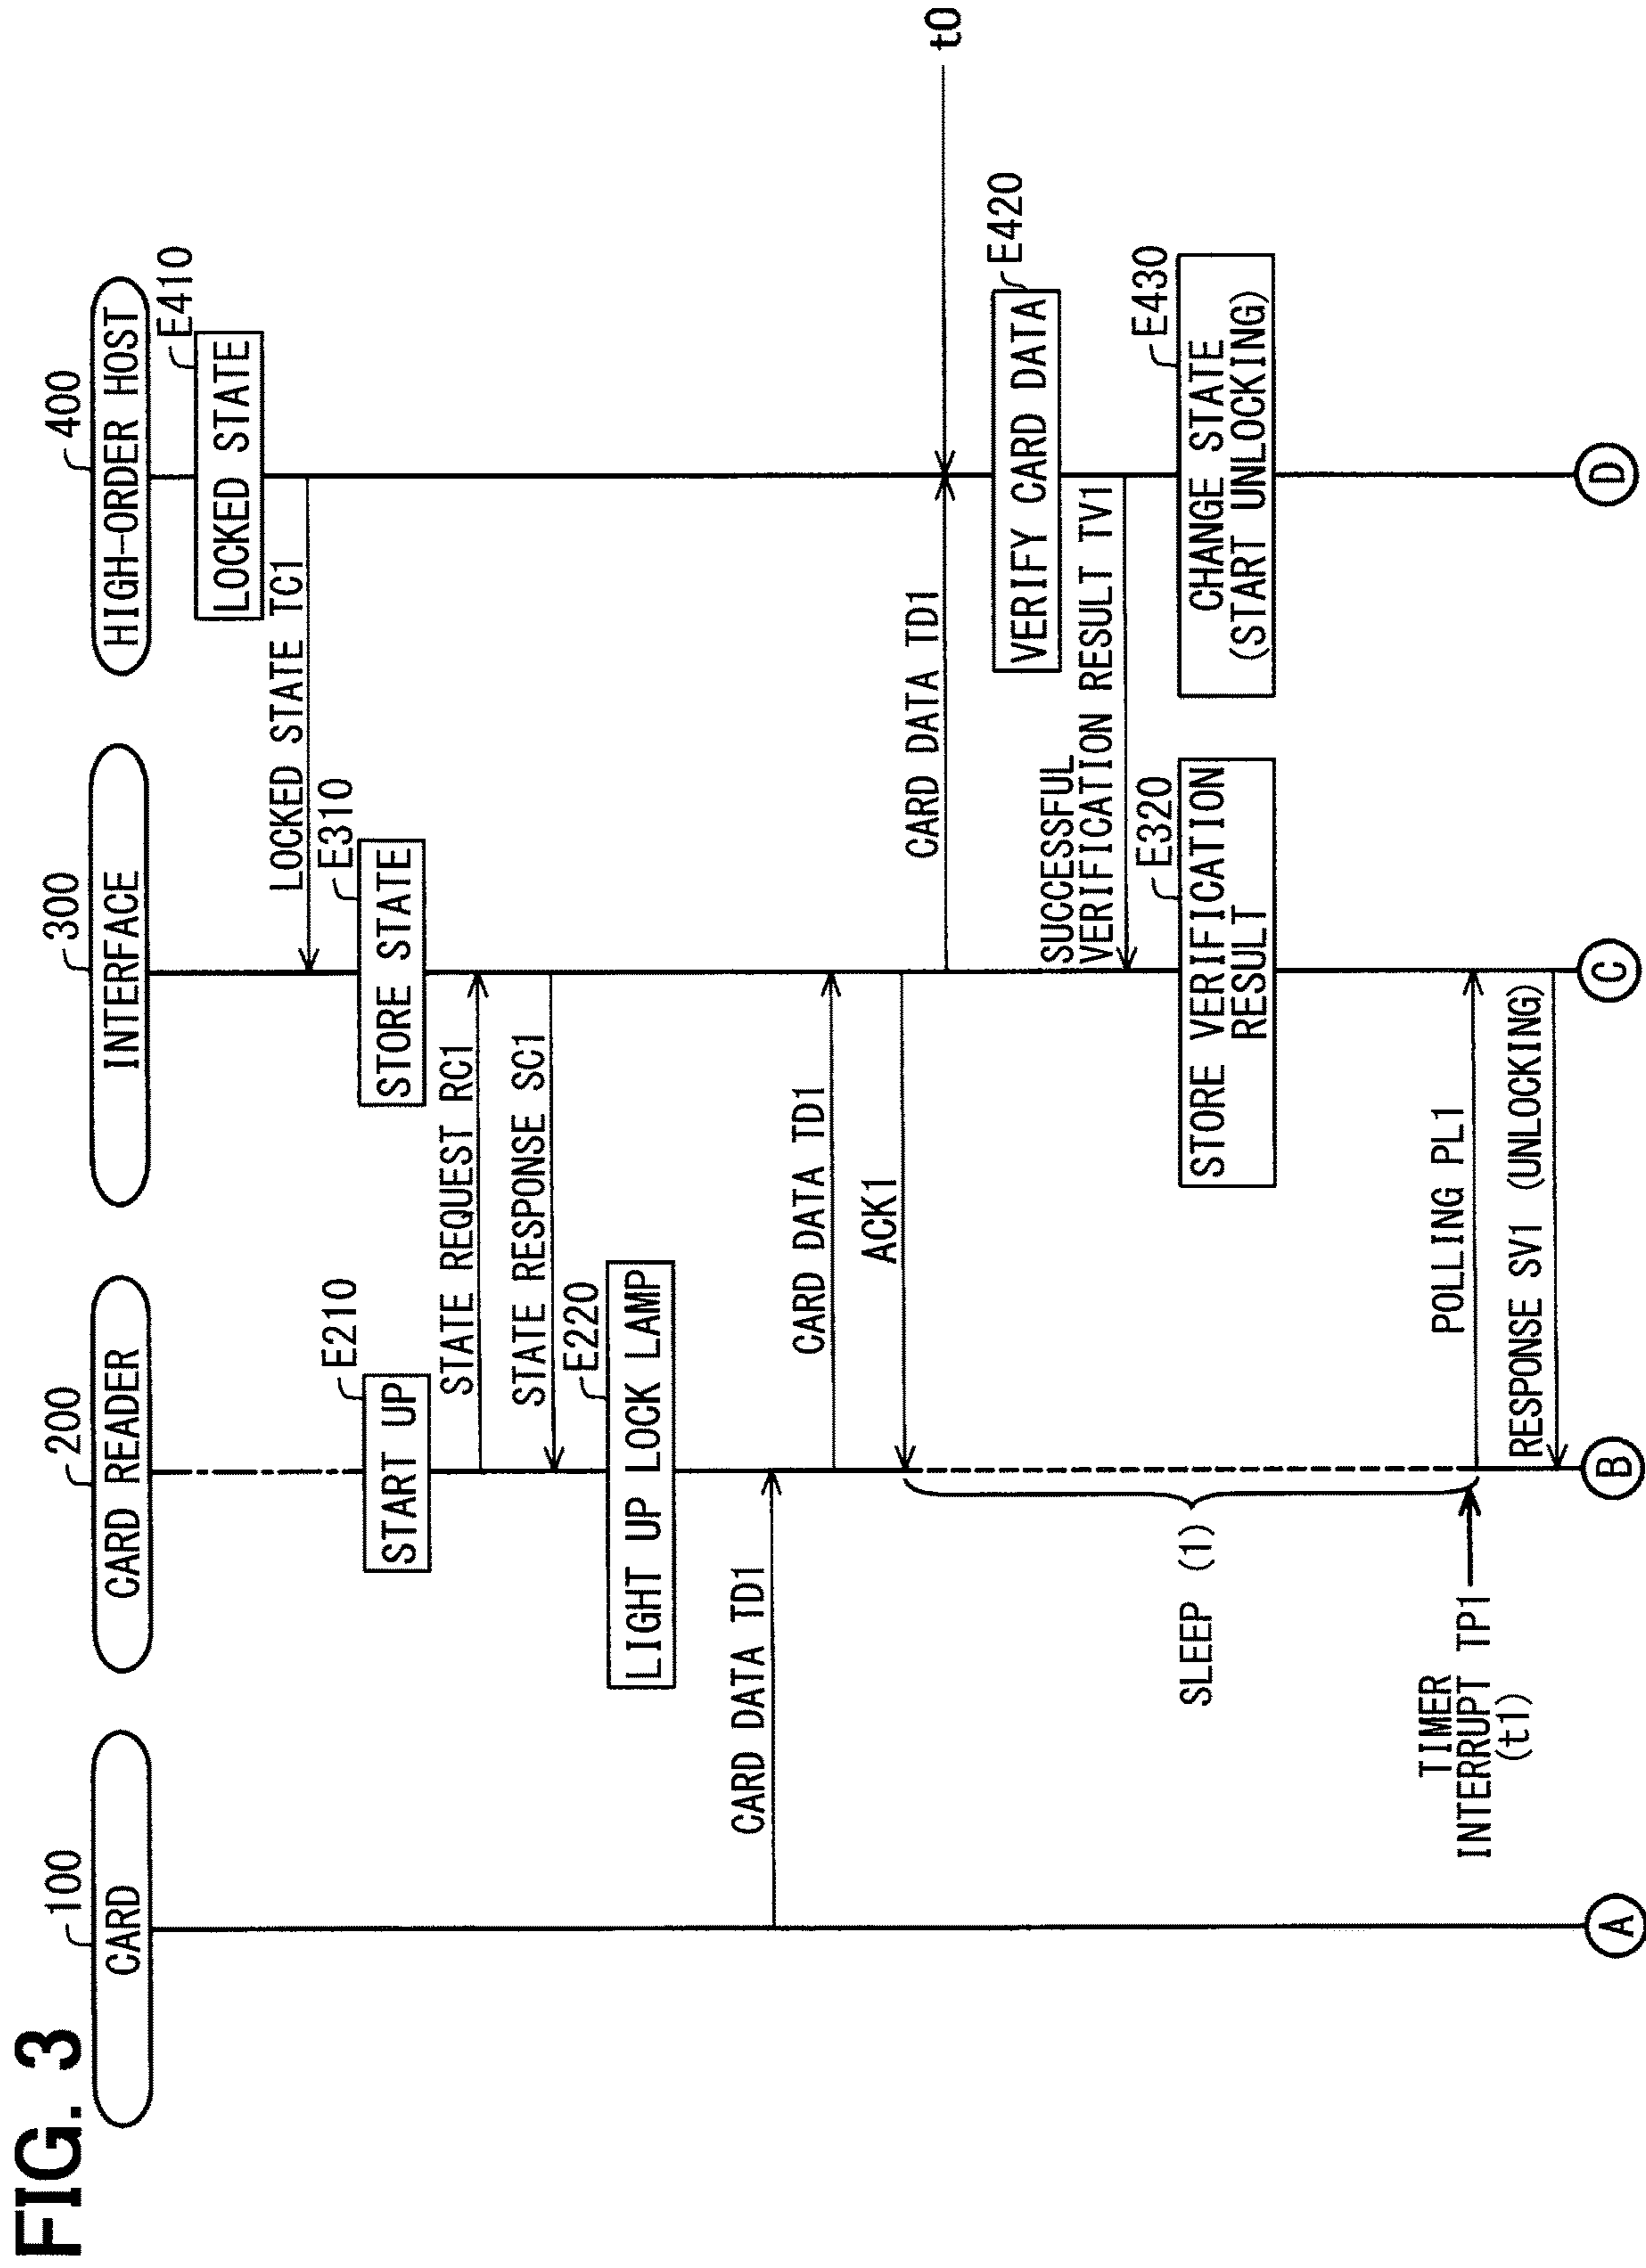 FIG. 3
100
CARD
200
CARD READER
300
INTERFACE
400
HIGH-ORDER HOST
E410
LOCKED STATE
LOCKED STATE TC1
E310
STORE STATE
E210
START UP
STATE REQUEST RC1
STATE RESPONSE SC1
E220
LIGHT UP LOCK LAMP
CARD DATA TD1
CARD DATA TD1
ACK1
CARD DATA TD1
t0
E420
VERIFY CARD DATA
SUCCESSFUL
VERIFICATION RESULT TV1
E320
STORE VERIFICATION
RESULT
E430
CHANGE STATE
(START UNLOCKING)
SLEEP (1)
TIMER
INTERRUPT TP1
(t1)
POLLING PL1
RESPONSE SV1 (UNLOCKING)
A
B
C
D